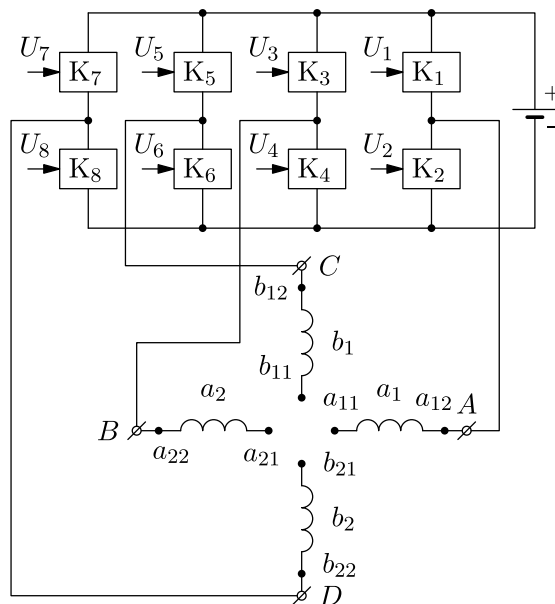 U₇ U₅ U₃ U₁
K₇ K₅ K₃ K₁ +
−
U₈ U₆ U₄ U₂
K₈ K₆ K₄ K₂
C
b₁₂
b₁
b₁₁
a₂ a₁₁ a₁ a₁₂ A
B
a₂₂ a₂₁ b₂₁
b₂
b₂₂
D